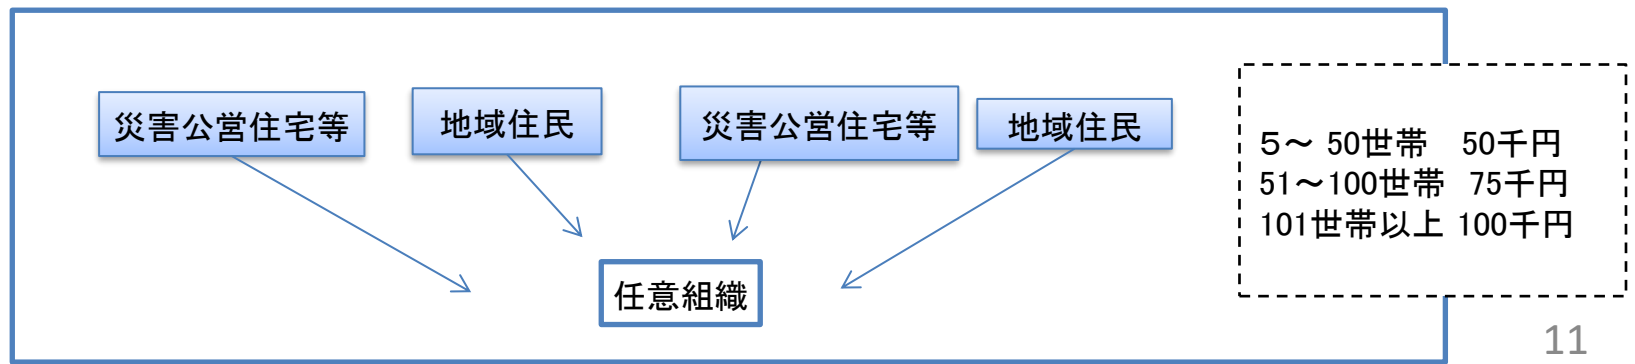 災害公営住宅等
地域住民
災害公営住宅等
地域住民
任意組織
５～ 50世帯　50千円
51～100世帯　75千円
101世帯以上 100千円
11